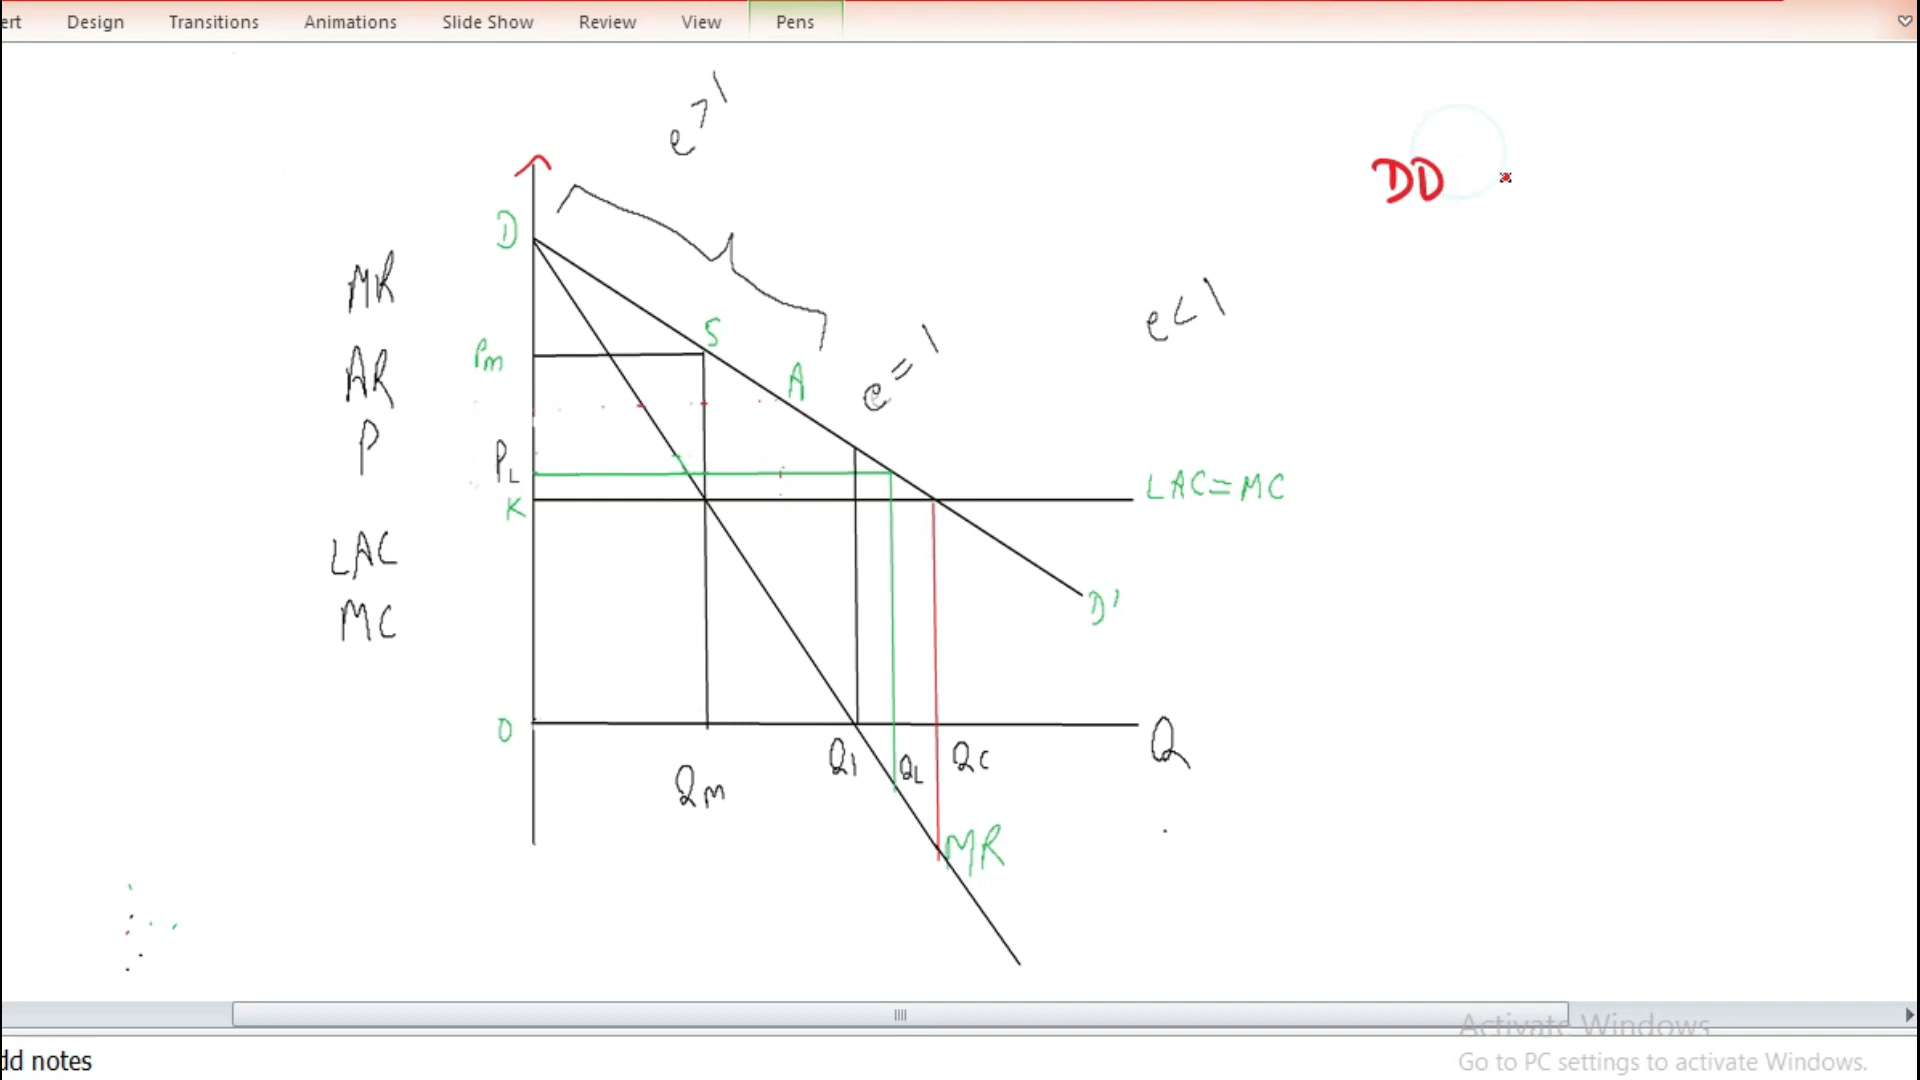 ert Design Transitions Animations Slide Show Review View Pens
e>1
DD
D
MR
e<1
S
e=1
Pm
AR
A
P
PL
LAC=MC
K
LAC
D'
MC
O
Q
Q1
QL
QC
Qm
MR
Activate Windows
dd notes
Go to PC settings to activate Windows.